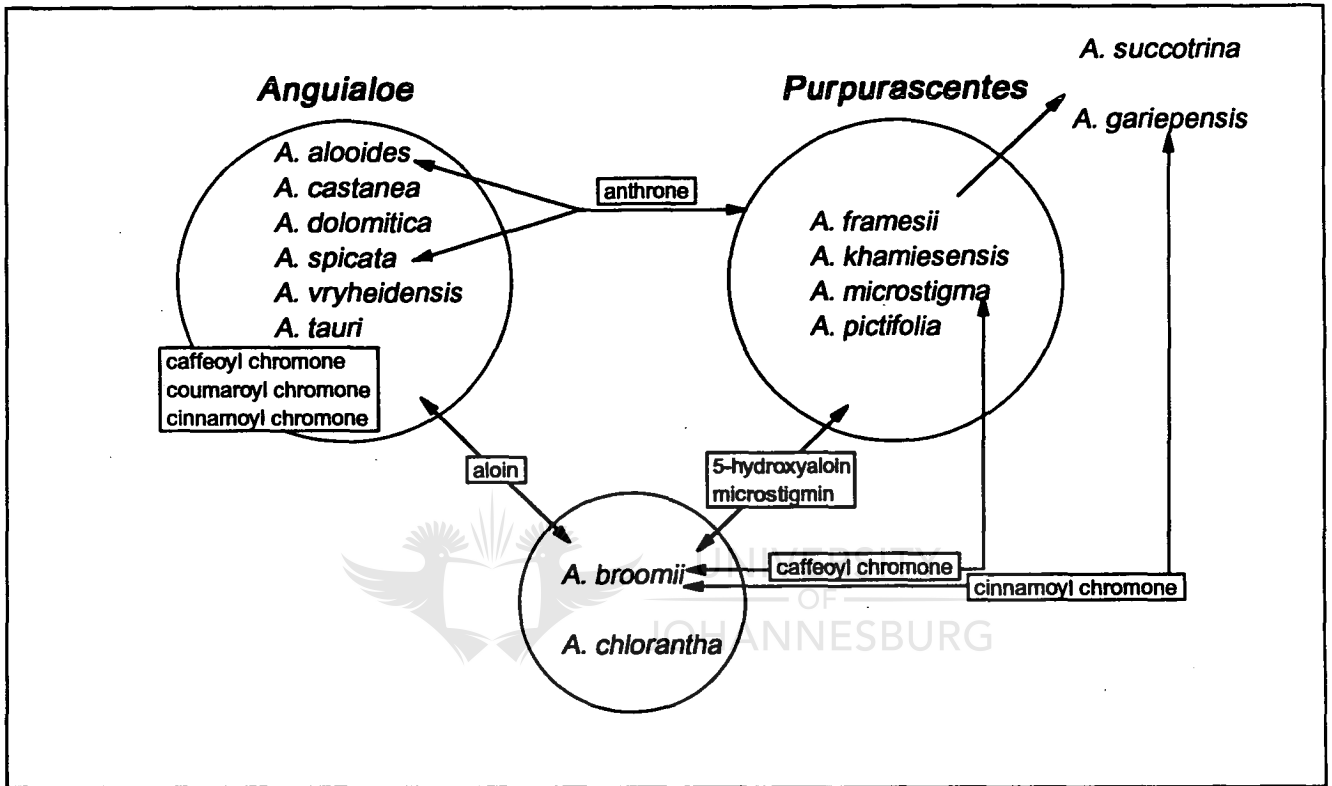 A. succotrina
Anguialoe
Purpurascentes
A. gariepensis
A. alooides
A. castanea
A. dolomitica
A. spicata
A. vryheidensis
A. tauri
caffeoyl chromone
coumaroyl chromone
cinnamoyl chromone
anthrone
A. framesii
A. khamiesensis
A. microstigma
A. pictifolia
aloin
5-hydroxyaloin
microstigmin
A. broomii
A. chlorantha
caffeoyl chromone
cinnamoyl chromone
UNIVERSITY
OF
JOHANNESBURG